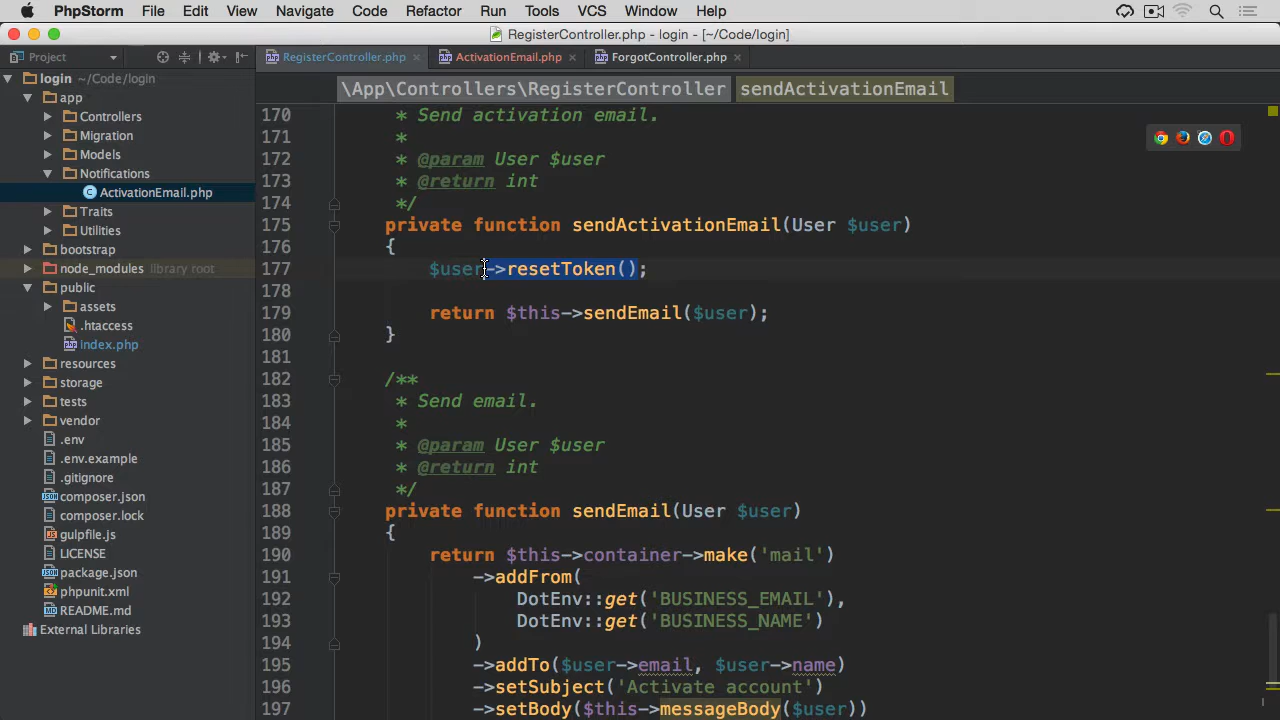 PhpStorm File Edit View Navigate Code Refactor Run Tools VCS Window Help
RegisterController.php - login - [~/Code/login]
Project
RegisterController.php ActivationEmail.php ForgotController.php
login ~/Code/login
app
Controllers
Migration
Models
Notifications
ActivationEmail.php
Traits
Utilities
bootstrap
node_modules library root
public
assets
.htaccess
index.php
resources
storage
tests
vendor
.env
.env.example
.gitignore
composer.json
composer.lock
gulpfile.js
LICENSE
package.json
phpunit.xml
README.md
External Libraries
\App\Controllers\RegisterController sendActivationEmail
170 * Send activation email.
171 *
172 * @param User $user
173 * @return int
174 */
175 private function sendActivationEmail(User $user)
176 {
177 $user->resetToken();
178
179 return $this->sendEmail($user);
180 }
181
182 /**
183 * Send email.
184 *
185 * @param User $user
186 * @return int
187 */
188 private function sendEmail(User $user)
189 {
190 return $this->container->make('mail')
191 ->addFrom(
192 DotEnv::get('BUSINESS_EMAIL'),
193 DotEnv::get('BUSINESS_NAME')
194 )
195 ->addTo($user->email, $user->name)
196 ->setSubject('Activate account')
197 ->setBody($this->messageBody($user))